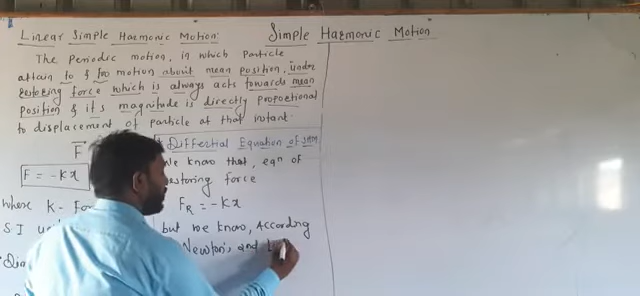 Simple Harmonic Motion
Linear Simple Harmonic Motion:
The Periodic motion, in which Particle
attain to & fro motion about mean position, under
restoring force which is always acts towards mean
Position & its magnitude is directly proportional
to displacement of particle at that instant.
F
F = -Kx
where K - Fo
S.I u
Differential Equation of SHM
We know that, eqn of
restoring force
F_R = -Kx
but we know, According
Newton's 2nd L